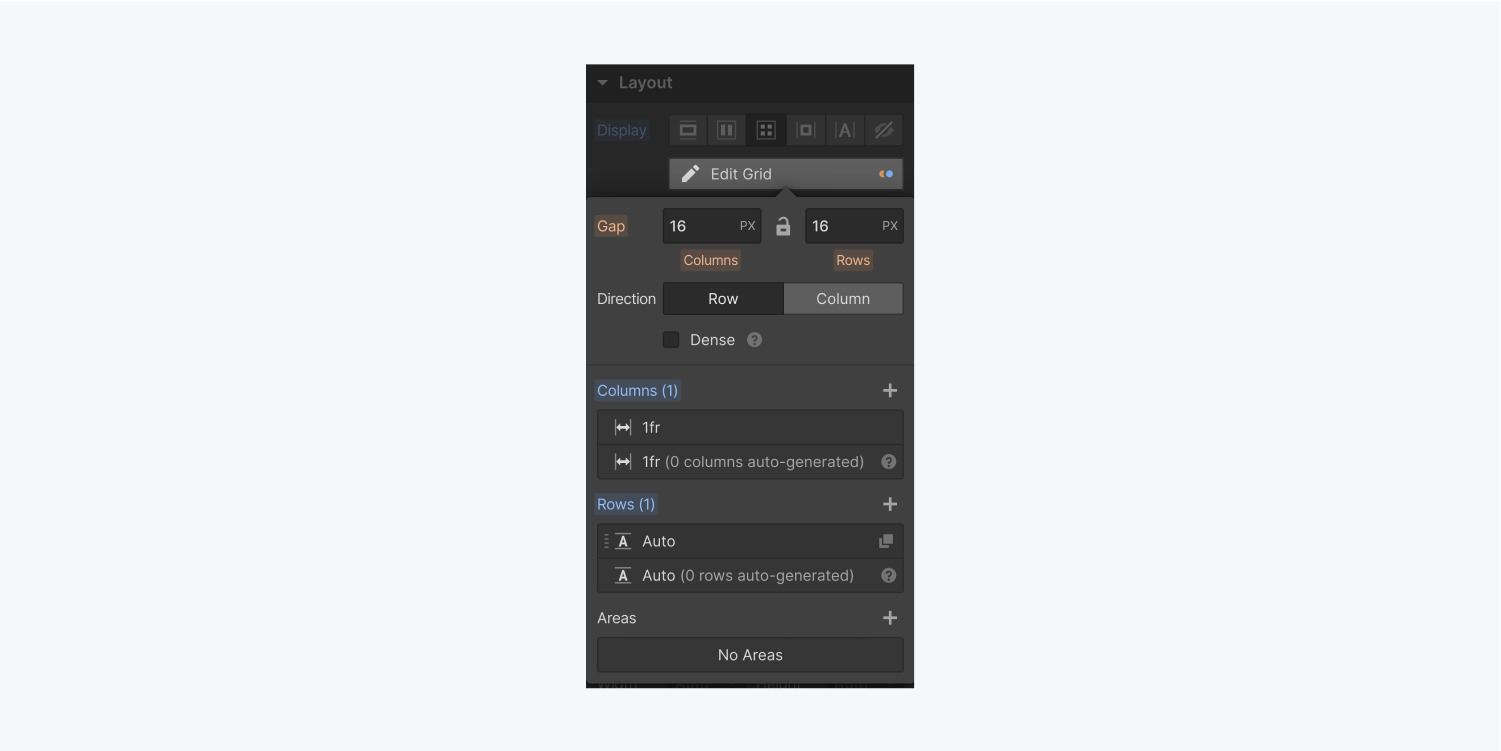 Layout
Display
Edit Grid
Gap 16 PX 16 PX
Columns Rows
Direction Row Column
Dense ?
Columns (1)
1fr
1fr (0 columns auto-generated) ?
Rows (1)
Auto
Auto (0 rows auto-generated) ?
Areas
No Areas